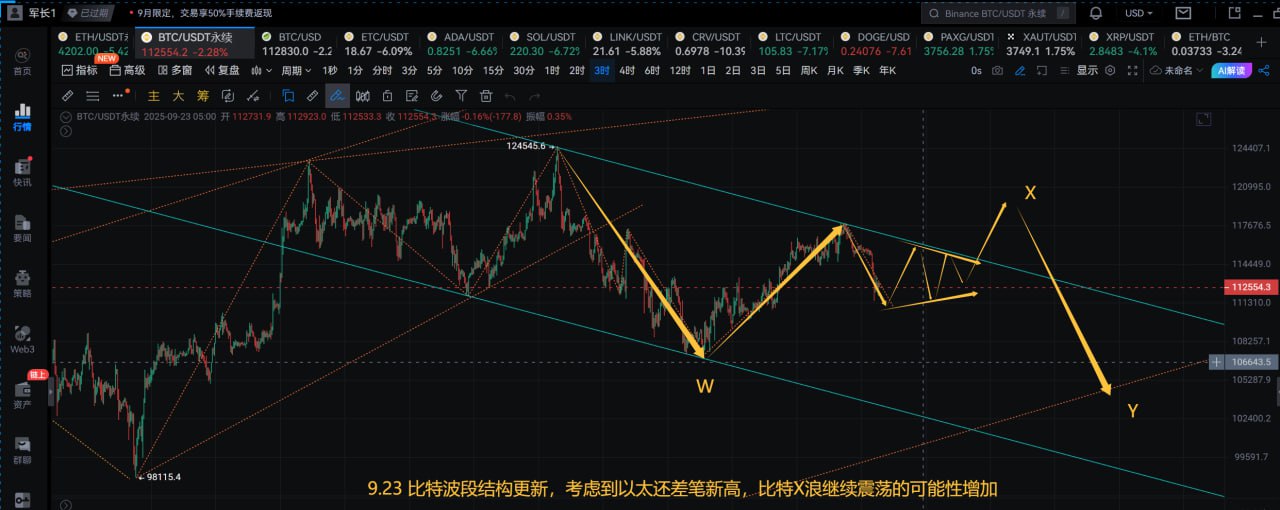 军长1 已过期 9月限定，交易享50%手续费返现 Binance BTC/USDT 永续 / USD
ETH/USDT永 BTC/USDT永续 BTC/USD ETC/USDT ADA/USDT SOL/USDT LINK/USDT CRV/USDT LTC/USDT DOGE/USD PAXG/USDT XAUT/USDT XRP/USDT ETH/BTC
4202.00 -5.42 112554.2 -2.28% 112830.0 -2.2 18.67 -6.09% 0.8251 -6.66% 220.30 -6.72% 21.61 -5.88% 0.6978 -10.39 105.83 -7.17% 0.24076 -7.61 3756.28 1.75% 3749.1 1.75% 2.8483 -4.1% 0.03733 -3.24
NEW
首页 指标 高级 多窗 复盘 周期 1秒 1分 分时 3分 5分 10分 15分 30分 1时 2时 3时 4时 6时 12时 1日 2日 3日 5日 周K 月K 季K 年K 0s 显示 未命名 AI解读
主 大 筹
行情
BTC/USDT永续 2025-09-23 05:00 开 112731.9 高 112923.0 低 112533.3 收 112554.3 涨幅 -0.16%(-177.8) 振幅 0.35%
124545.6
124407.1
快讯
120995.0
X
要闻
117676.5
114449.0
策略
112554.3
111310.0
Web3
108257.1
106643.5
链上
W
105287.9
资产
Y
102400.2
群聊
99591.7
98115.4
9.23 比特波段结构更新，考虑到以太还差笔新高，比特X浪继续震荡的可能性增加